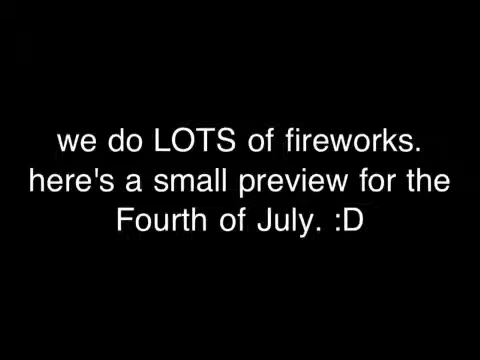 we do LOTS of fireworks.
here's a small preview for the
Fourth of July. :D